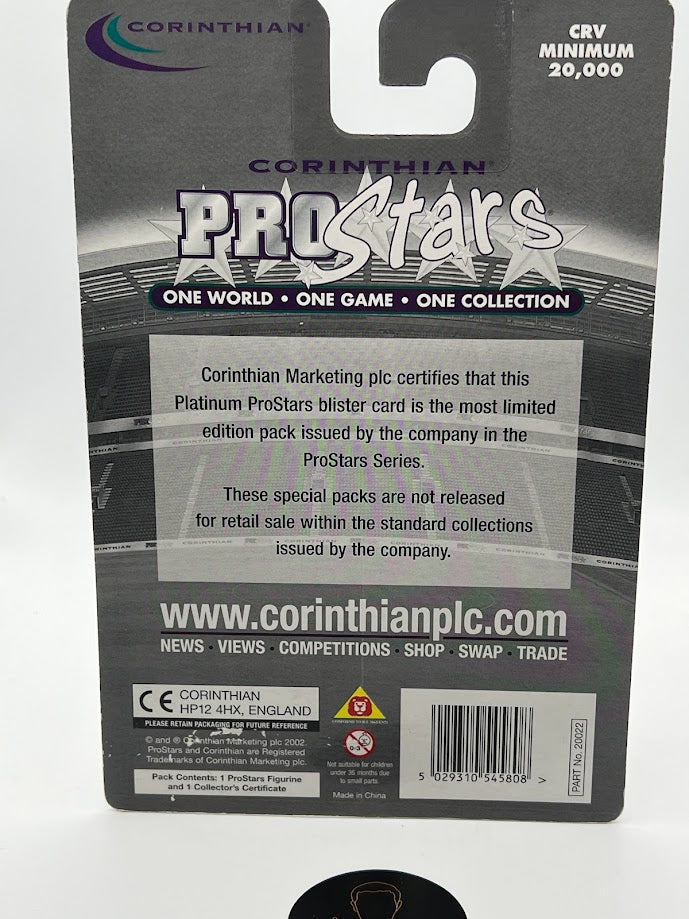 CORINTHIAN®
CRV
MINIMUM
20,000
CORINTHIAN®
PROStars
ONE WORLD • ONE GAME • ONE COLLECTION
Corinthian Marketing plc certifies that this
Platinum ProStars blister card is the most limited
edition pack issued by the company in the
ProStars Series.
These special packs are not released
for retail sale within the standard collections
issued by the company.
www.corinthianplc.com
NEWS • VIEWS • COMPETITIONS • SHOP • SWAP • TRADE
CE CORINTHIAN
HP12 4HX, ENGLAND
PLEASE RETAIN PACKAGING FOR FUTURE REFERENCE
© and ® Corinthian Marketing plc 2002.
ProStars and Corinthian are Registered
Trademarks of Corinthian Marketing plc.
Pack Contents: 1 ProStars Figurine
and 1 Collector's Certificate
0-3
Not suitable for children
under 36 months due
to small parts.
Made in China
5 029310 545808 >
PART No. 20022
CORINTHIAN
CORINTHIAN
CORINTHIAN
CORINTHIAN